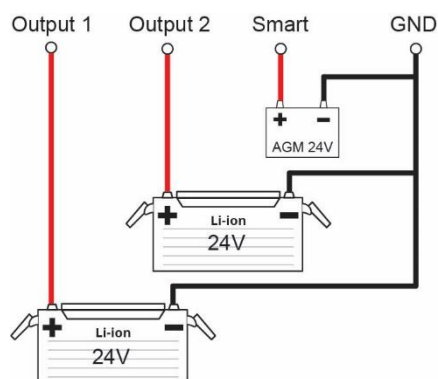 Output 1 Output 2 Smart GND
+ −
AGM 24V
+ Li-ion −
24V
+ Li-ion −
24V